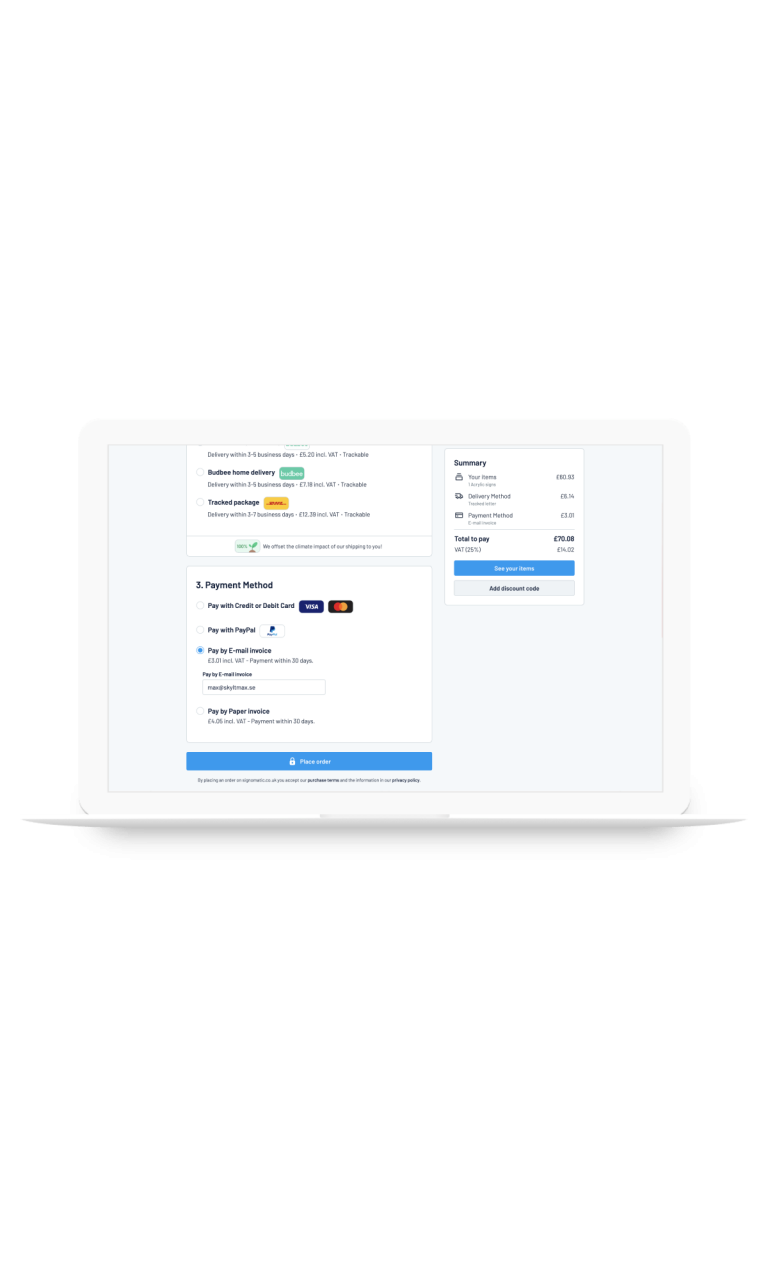 Delivery within 3-5 business days - £5.20 incl. VAT - Trackable
Budbee home delivery budbee
Delivery within 3-5 business days - £7.18 incl. VAT - Trackable
Tracked package
Delivery within 3-7 business days - £12,39 incl. VAT - Trackable
100% We offset the climate impact of our shipping to you!
3. Payment Method
Pay with Credit or Debit Card VISA
Pay with PayPal PayPal
Pay by E-mail invoice
£3.01 incl. VAT - Payment within 30 days.
Pay by E-mail invoice
max@skyltmax.se
Pay by Paper invoice
£4.05 incl. VAT - Payment within 30 days.
Place order
By placing an order on signomatic.co.uk you accept our purchase terms and the information in our privacy policy.
Summary
Your items £60.93
1 Acrylic signs
Delivery Method £6.14
Tracked letter
Payment Method £3.01
E-mail invoice
Total to pay £70.08
VAT (25%) £14.02
See your items
Add discount code